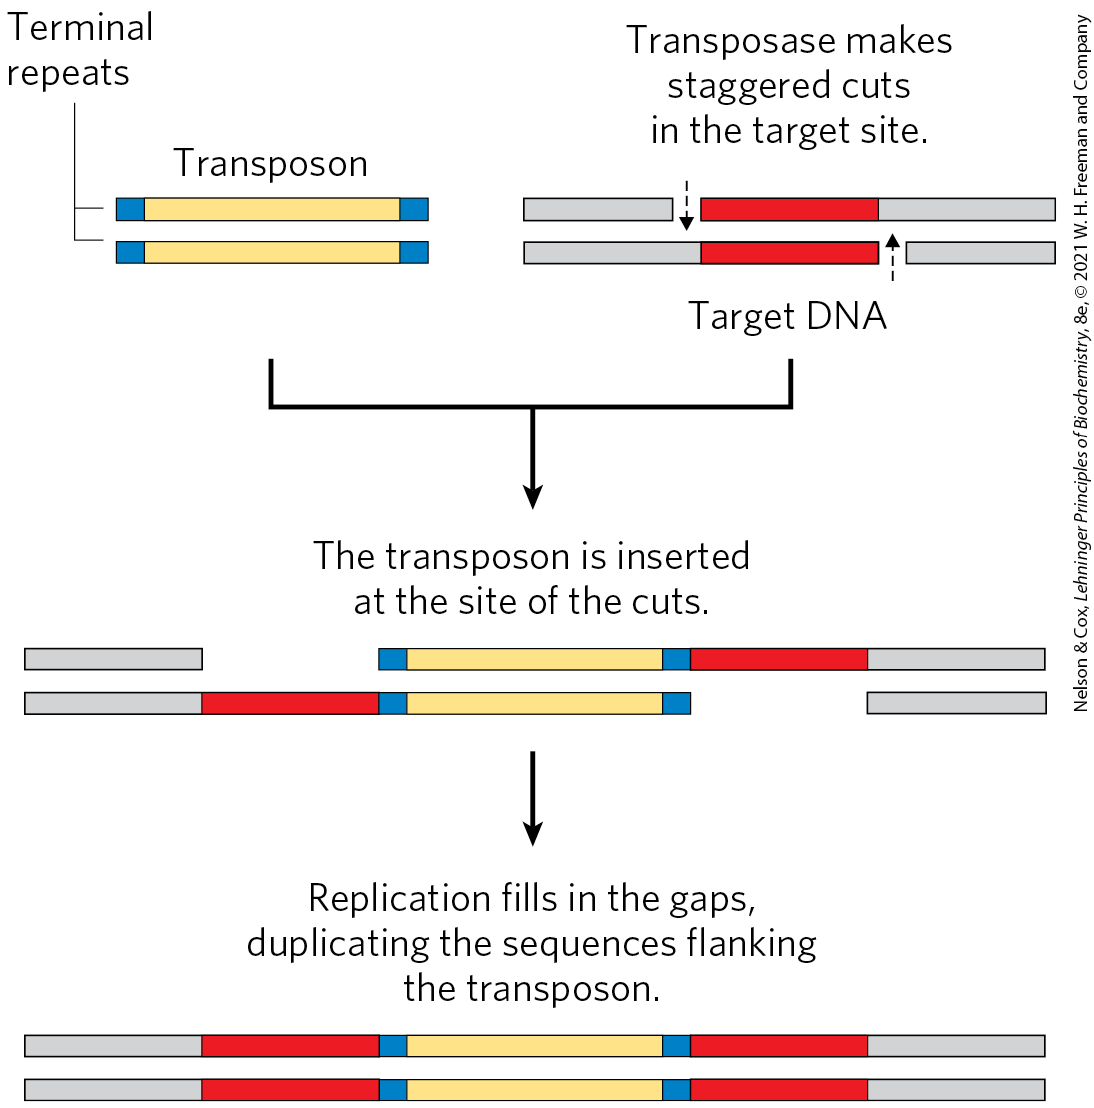 Terminal
repeats
Transposon
Transposase makes
staggered cuts
in the target site.
Target DNA
The transposon is inserted
at the site of the cuts.
Replication fills in the gaps,
duplicating the sequences flanking
the transposon.
Nelson & Cox, Lehninger Principles of Biochemistry, 8e, © 2021 W. H. Freeman and Company